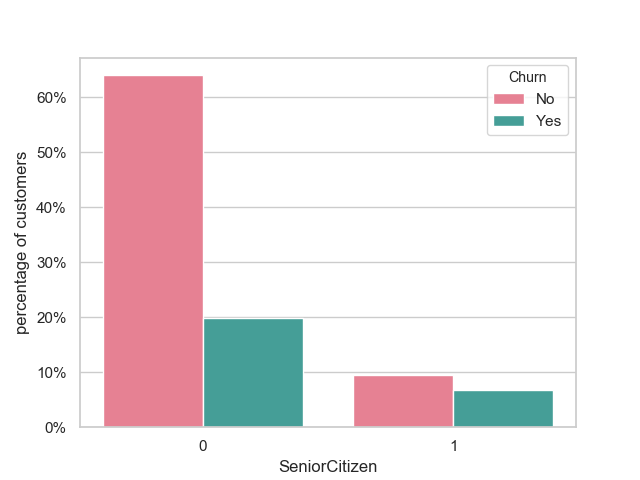 Churn
No
Yes
60%
50%
40%
30%
20%
10%
0%
percentage of customers
0 1
SeniorCitizen